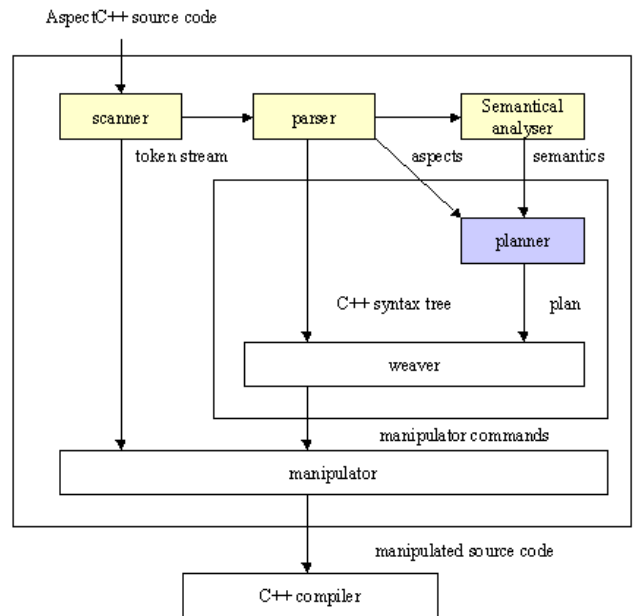 AspectC++ source code
scanner
parser
Semantical
analyser
token stream
aspects
semantics
planner
C++ syntax tree
plan
weaver
manipulator commands
manipulator
manipulated source code
C++ compiler